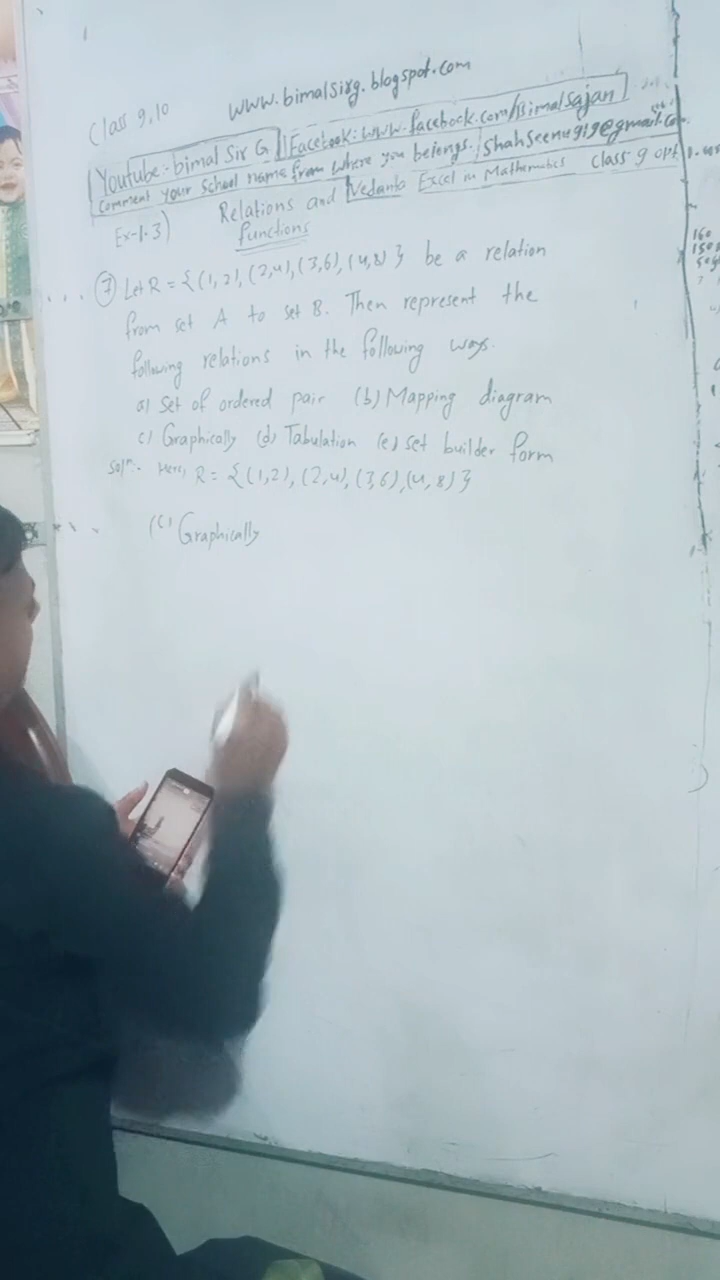 Class 9,10
www.bimalsirg.blogspot.com
Youtube: bimal Sir G || Facebook: www.facebook.com/Bimalsajan
Comment your School name from where you belongs. / shahseemu919@gmail.com
Ex-1.3) Relations and functions
Vedanta Excel in Mathematics Class 9 opt
(7) Let R = {(1, 2), (2,4), (3,6), (4,8)} be a relation
from set A to set B. Then represent the
following relations in the following ways.
a) Set of ordered pair (b) Mapping diagram
c) Graphically (d) Tabulation (e) set builder form
Solⁿ:- Here, R = {(1,2), (2,4), (3,6), (4, 8)}
(c) Graphically